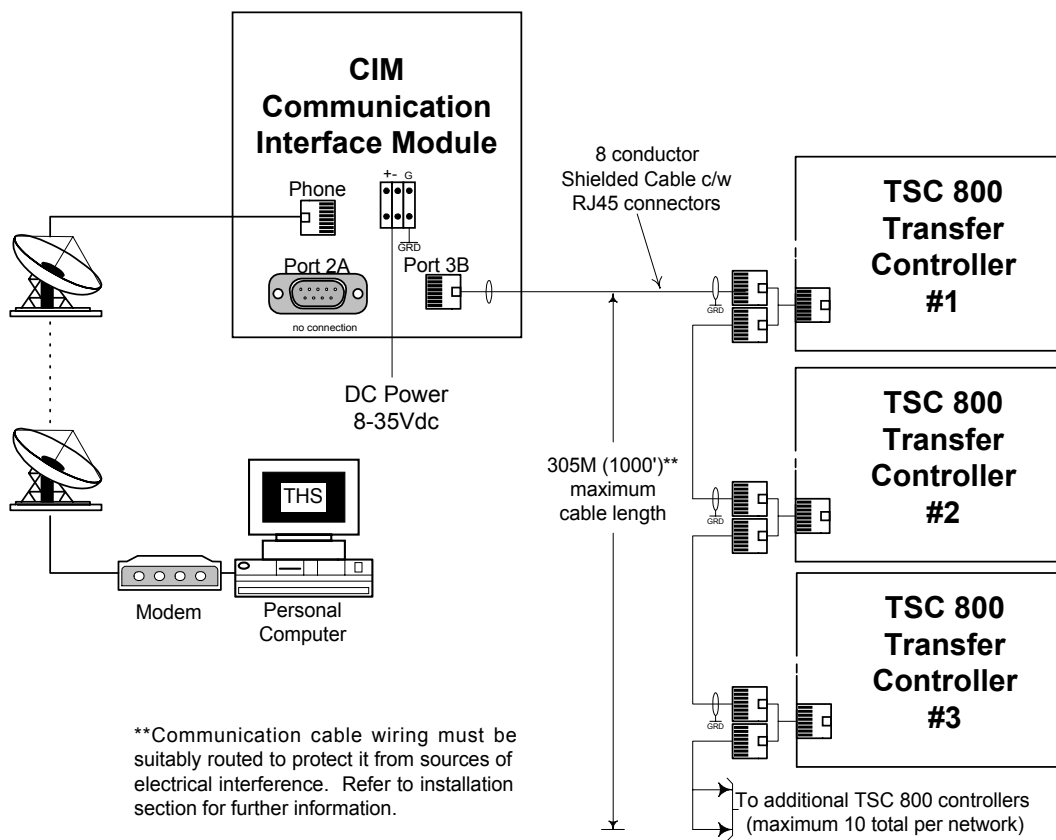 CIM
Communication
Interface Module
Phone
+- G
GRD
Port 2A
Port 3B
no connection
DC Power
8-35Vdc
8 conductor
Shielded Cable c/w
RJ45 connectors
305M (1000')**
maximum
cable length
TSC 800
Transfer
Controller
#1
GRD
TSC 800
Transfer
Controller
#2
GRD
TSC 800
Transfer
Controller
#3
GRD
THS
Modem
Personal
Computer
**Communication cable wiring must be
suitably routed to protect it from sources of
electrical interference. Refer to installation
section for further information.
To additional TSC 800 controllers
(maximum 10 total per network)